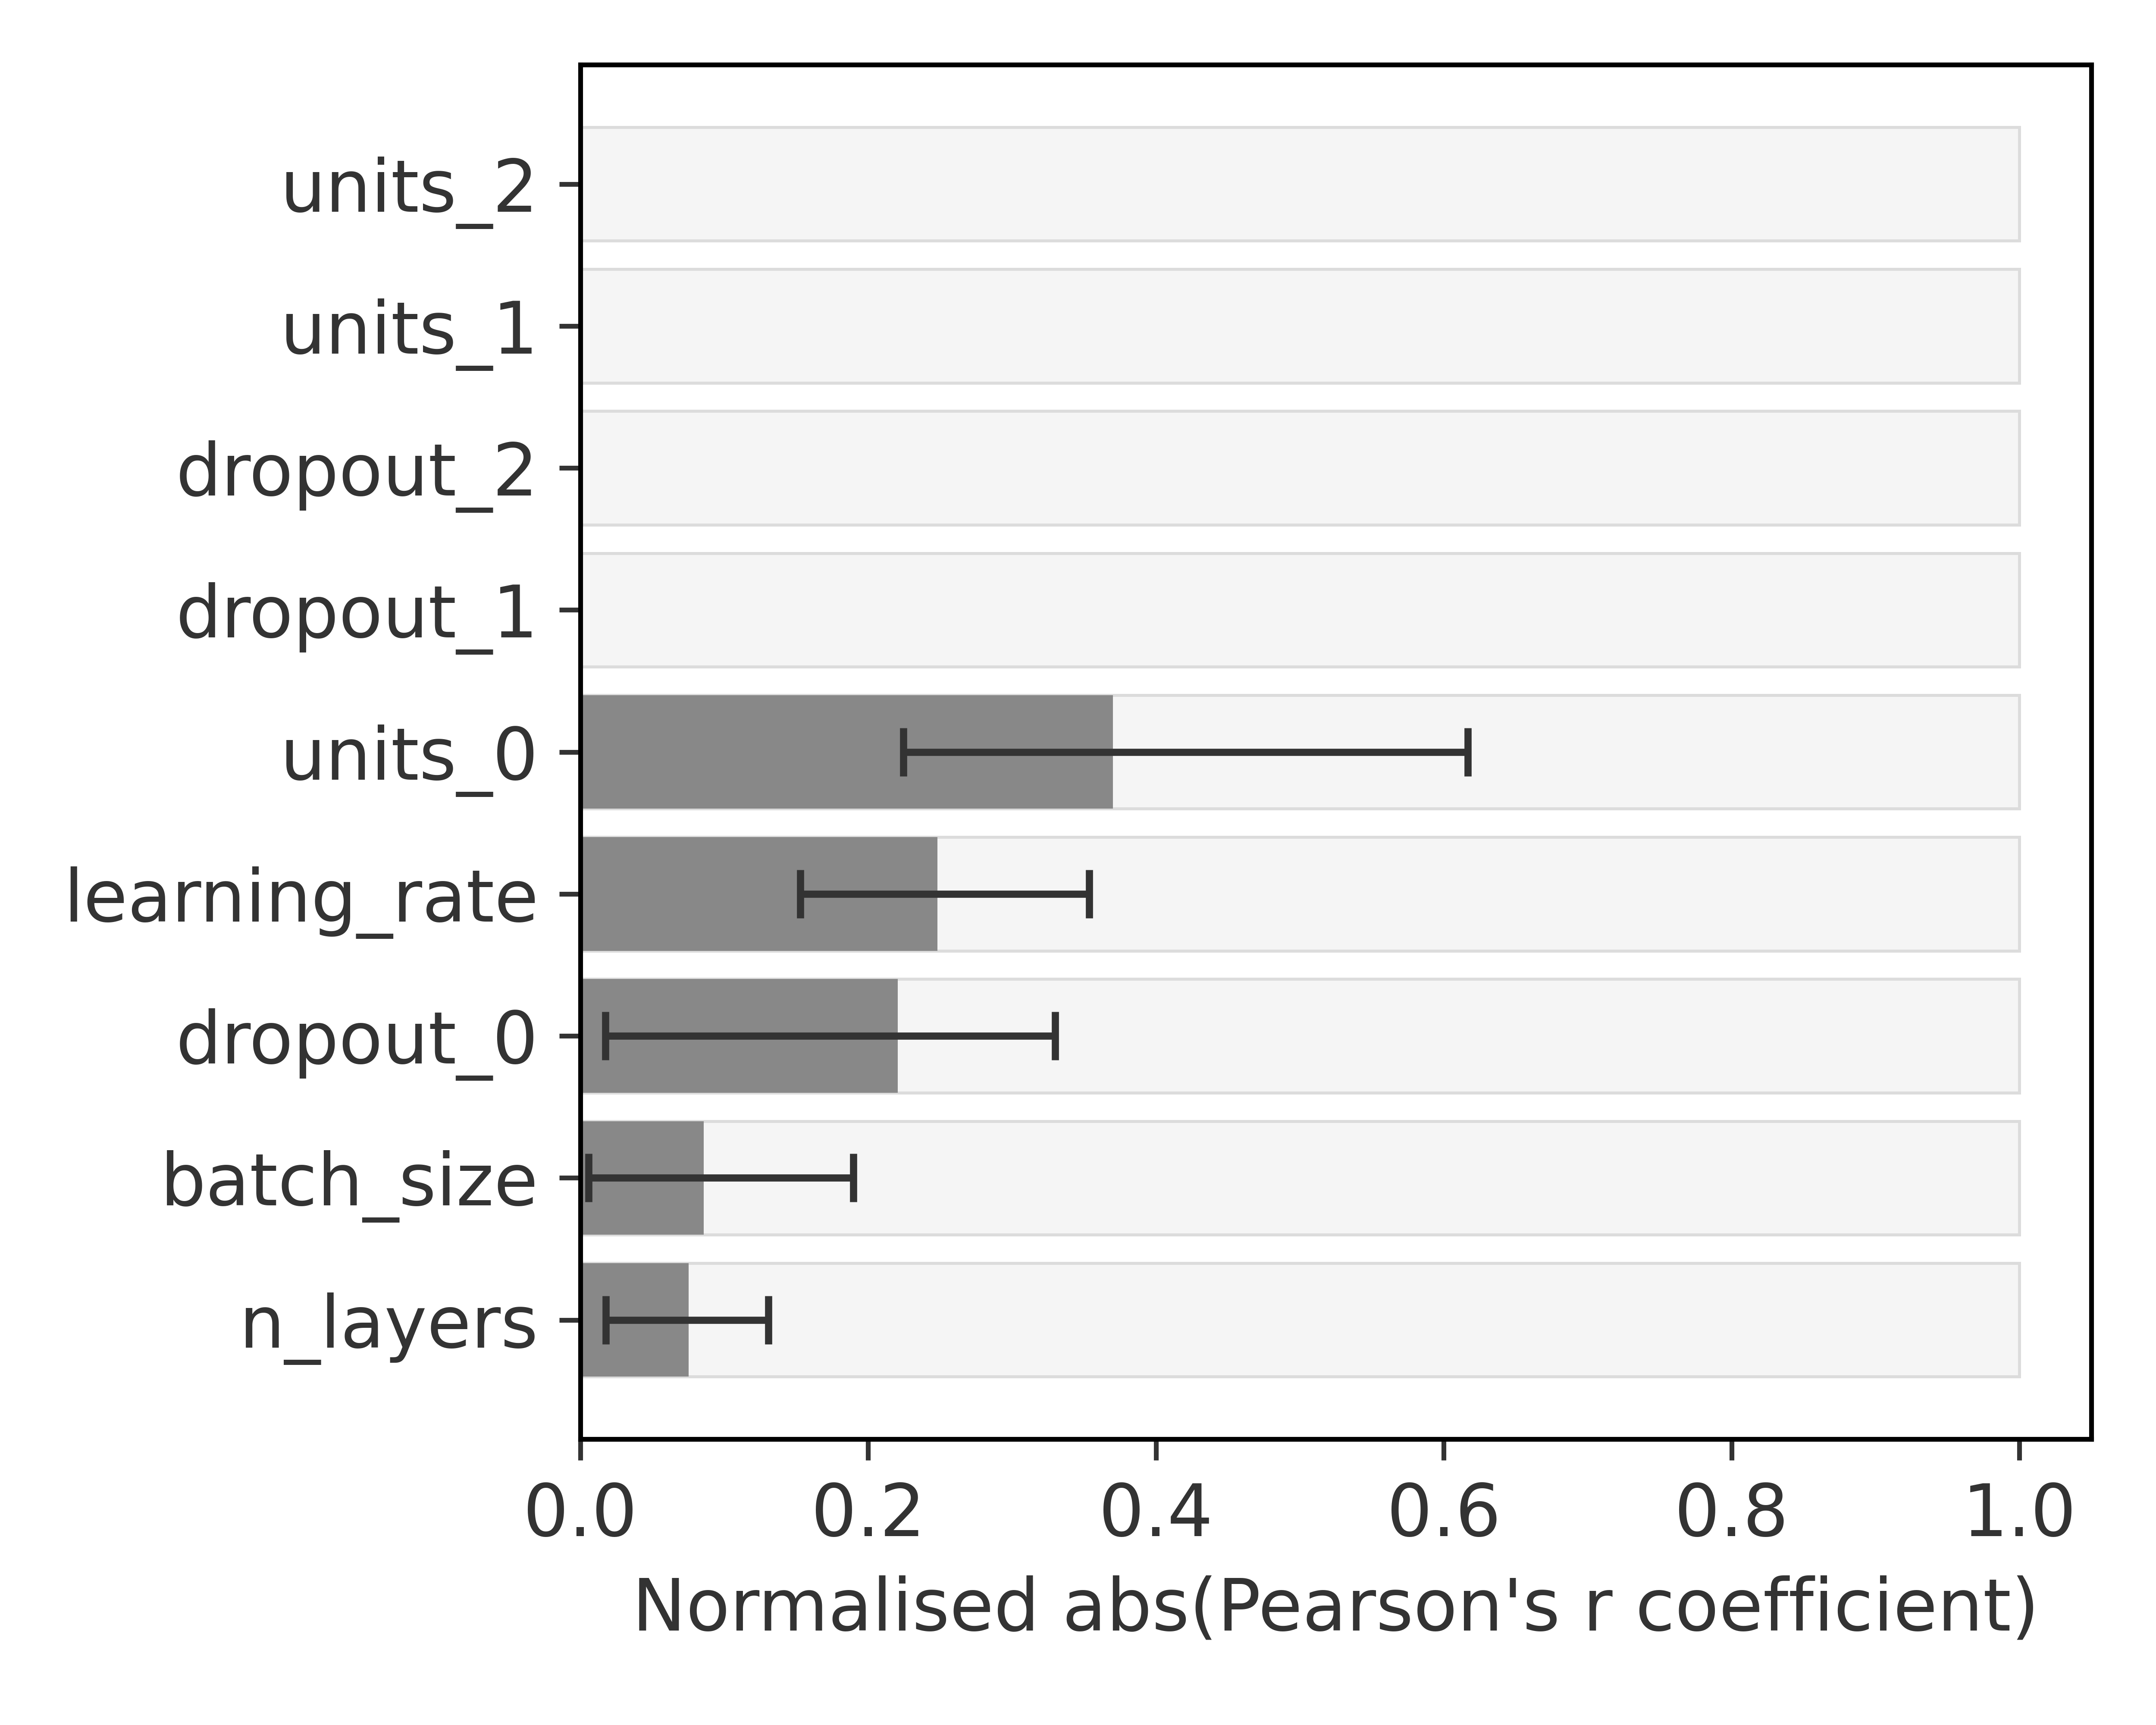 units_2
units_1
dropout_2
dropout_1
units_0
learning_rate
dropout_0
batch_size
n_layers
0.0 0.2 0.4 0.6 0.8 1.0
Normalised abs(Pearson's r coefficient)